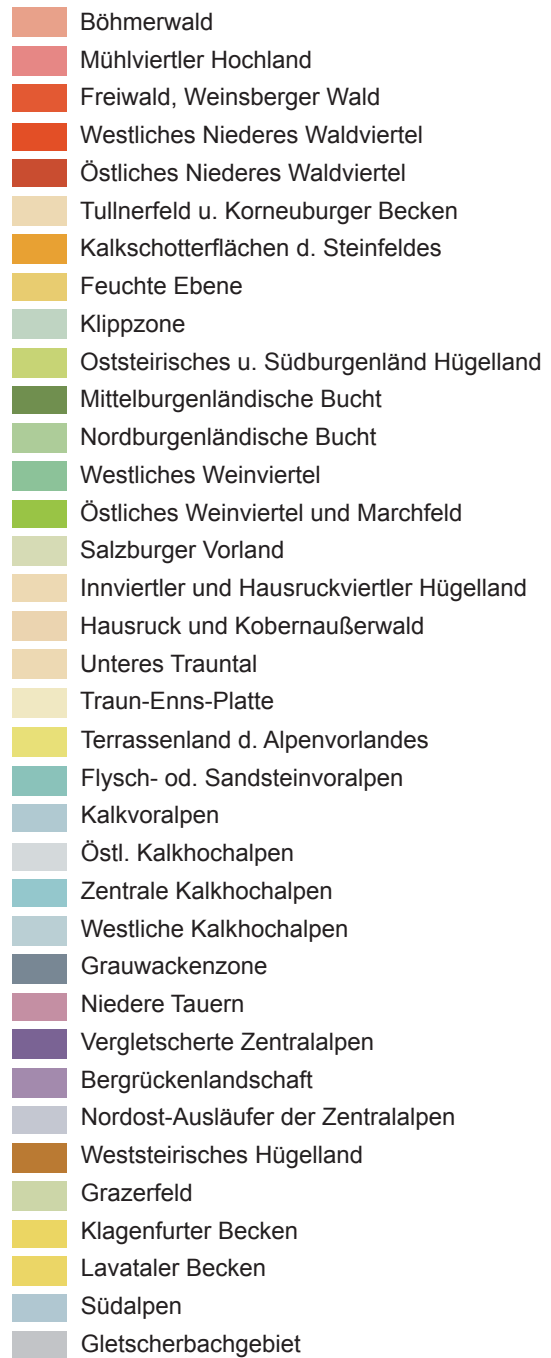 Böhmerwald
Mühlviertler Hochland
Freiwald, Weinsberger Wald
Westliches Niederes Waldviertel
Östliches Niederes Waldviertel
Tullnerfeld u. Korneuburger Becken
Kalkschotterflächen d. Steinfeldes
Feuchte Ebene
Klippzone
Oststeirisches u. Südburgenländ Hügelland
Mittelburgenländische Bucht
Nordburgenländische Bucht
Westliches Weinviertel
Östliches Weinviertel und Marchfeld
Salzburger Vorland
Innviertler und Hausruckviertler Hügelland
Hausruck und Kobernaußerwald
Unteres Trauntal
Traun-Enns-Platte
Terrassenland d. Alpenvorlandes
Flysch- od. Sandsteinvoralpen
Kalkvoralpen
Östl. Kalkhochalpen
Zentrale Kalkhochalpen
Westliche Kalkhochalpen
Grauwackenzone
Niedere Tauern
Vergletscherte Zentralalpen
Bergrückenlandschaft
Nordost-Ausläufer der Zentralalpen
Weststeirisches Hügelland
Grazerfeld
Klagenfurter Becken
Lavataler Becken
Südalpen
Gletscherbachgebiet